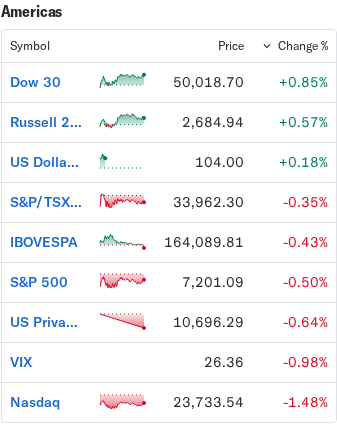 Americas
Symbol Price Change %
Dow 30 50,018.70 +0.85%
Russell 2... 2,684.94 +0.57%
US Dolla... 104.00 +0.18%
S&P/TSX... 33,962.30 -0.35%
IBOVESPA 164,089.81 -0.43%
S&P 500 7,201.09 -0.50%
US Priva... 10,696.29 -0.64%
VIX 26.36 -0.98%
Nasdaq 23,733.54 -1.48%